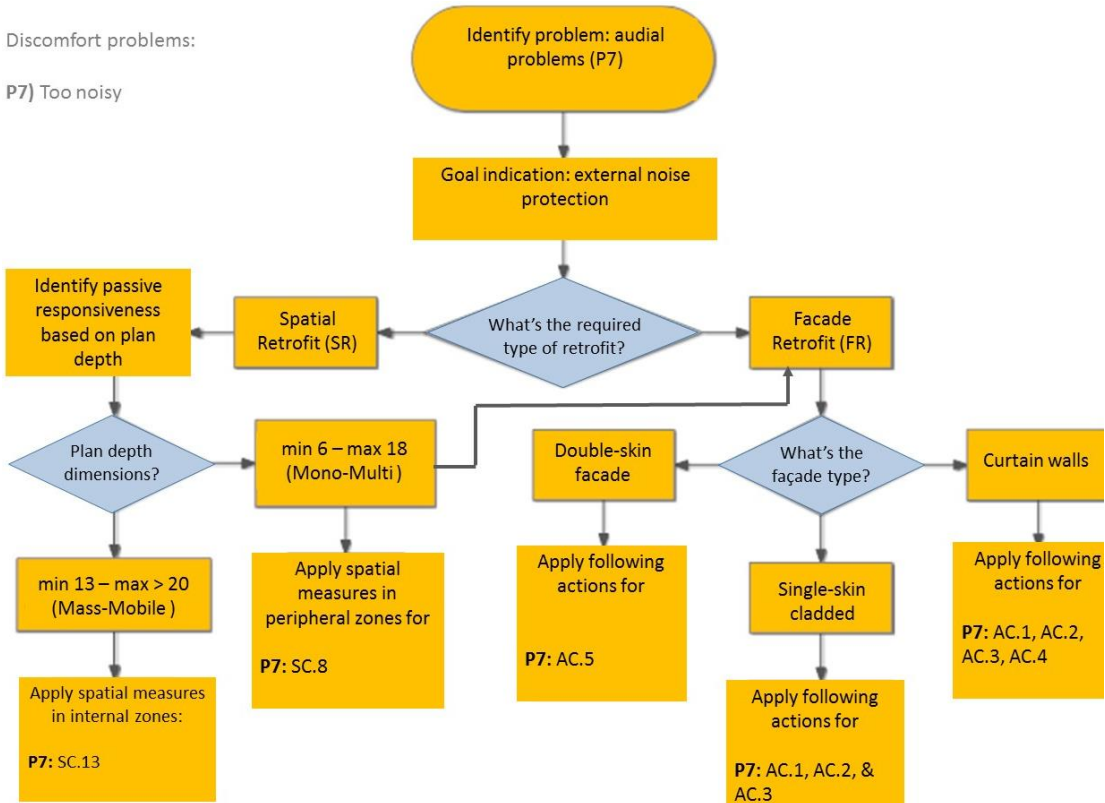 Discomfort problems:
P7) Too noisy
Identify problem: audial
problems (P7)
Goal indication: external noise
protection
What's the required
type of retrofit?
Spatial
Retrofit (SR)
Identify passive
responsiveness
based on plan
depth
Facade
Retrofit (FR)
Plan depth
dimensions?
min 6 – max 18
(Mono-Multi )
Double-skin
facade
What's the
façade type?
Curtain walls
min 13 – max > 20
(Mass-Mobile )
Apply spatial
measures in
peripheral zones for
P7: SC.8
Apply following
actions for
P7: AC.5
Single-skin
cladded
Apply following
actions for
P7: AC.1, AC.2,
AC.3, AC.4
Apply spatial measures
in internal zones:
P7: SC.13
Apply following
actions for
P7: AC.1, AC.2, &
AC.3